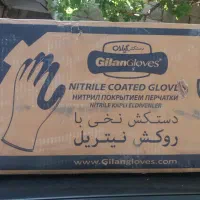 GilanGloves®
NITRILE COATED GLOVES
НИТРИЛ ПОКРЫТИЕМ ПЕРЧАТКИ
NITRILE KAPLI ELDIVENLER
دستکش نخی با
روکش نیتریل
www.Gilangloves.com